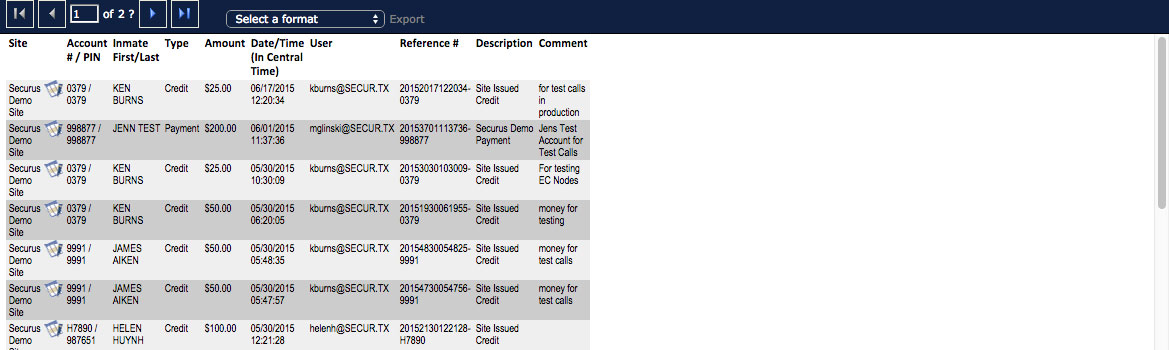 1 of 2 ? Select a format Export
Site Account Inmate Type Amount Date/Time User Reference # Description Comment
# / PIN First/Last (In Central
Time)
Securus 0379 / KEN Credit $25.00 06/17/2015 kburns@SECUR.TX 20152017122034- Site Issued for test calls
Demo 0379 BURNS 12:20:34 0379 Credit in
Site production
Securus 998877 / JENN TEST Payment $200.00 06/01/2015 mglinski@SECUR.TX 20153701113736- Securus Demo Jens Test
Demo 998877 11:37:36 998877 Payment Account for
Site Test Calls
Securus 0379 / KEN Credit $25.00 05/30/2015 kburns@SECUR.TX 20153030103009- Site Issued For testing
Demo 0379 BURNS 10:30:09 0379 Credit EC Nodes
Site
Securus 0379 / KEN Credit $50.00 05/30/2015 kburns@SECUR.TX 20151930061955- Site Issued money for
Demo 0379 BURNS 06:20:05 0379 Credit testing
Site
Securus 9991 / JAMES Credit $50.00 05/30/2015 kburns@SECUR.TX 20154830054825- Site Issued money for
Demo 9991 AIKEN 05:48:35 9991 Credit test calls
Site
Securus 9991 / JAMES Credit $50.00 05/30/2015 kburns@SECUR.TX 20154730054756- Site Issued money for
Demo 9991 AIKEN 05:47:57 9991 Credit test calls
Site
Securus H7890 / HELEN Credit $100.00 05/30/2015 helenh@SECUR.TX 20152130122128- Site Issued
Demo 987651 HUYNH 12:21:28 H7890 Credit